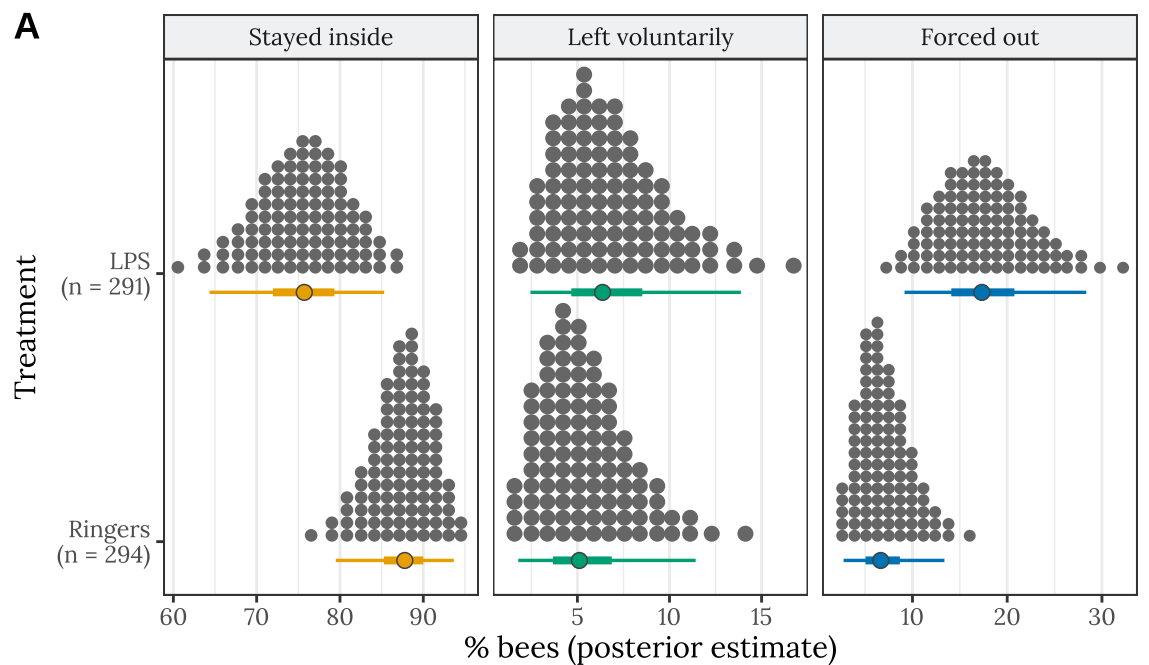 A
Stayed inside
Left voluntarily
Forced out
Treatment
LPS
(n = 291)
Ringers
(n = 294)
60 70 80 90
5 10 15
10 20 30
% bees (posterior estimate)